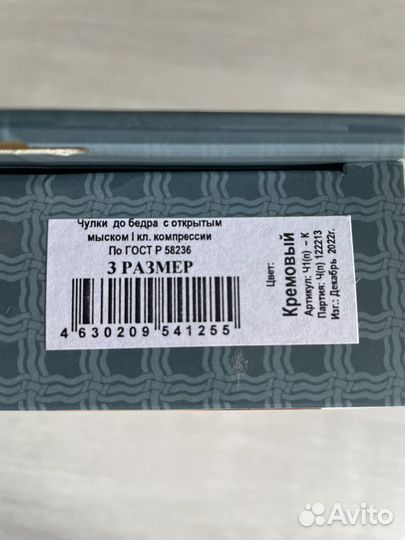 Чулки до бедра с открытым
мыском I кл. компрессии
По ГОСТ Р 58236
3 РАЗМЕР
4 630209 541255
Цвет:
Кремовый
Артикул: Ч1(п) – К
Партия: Ч(п) 122213
Изг.: Декабрь 2022г.
Avito